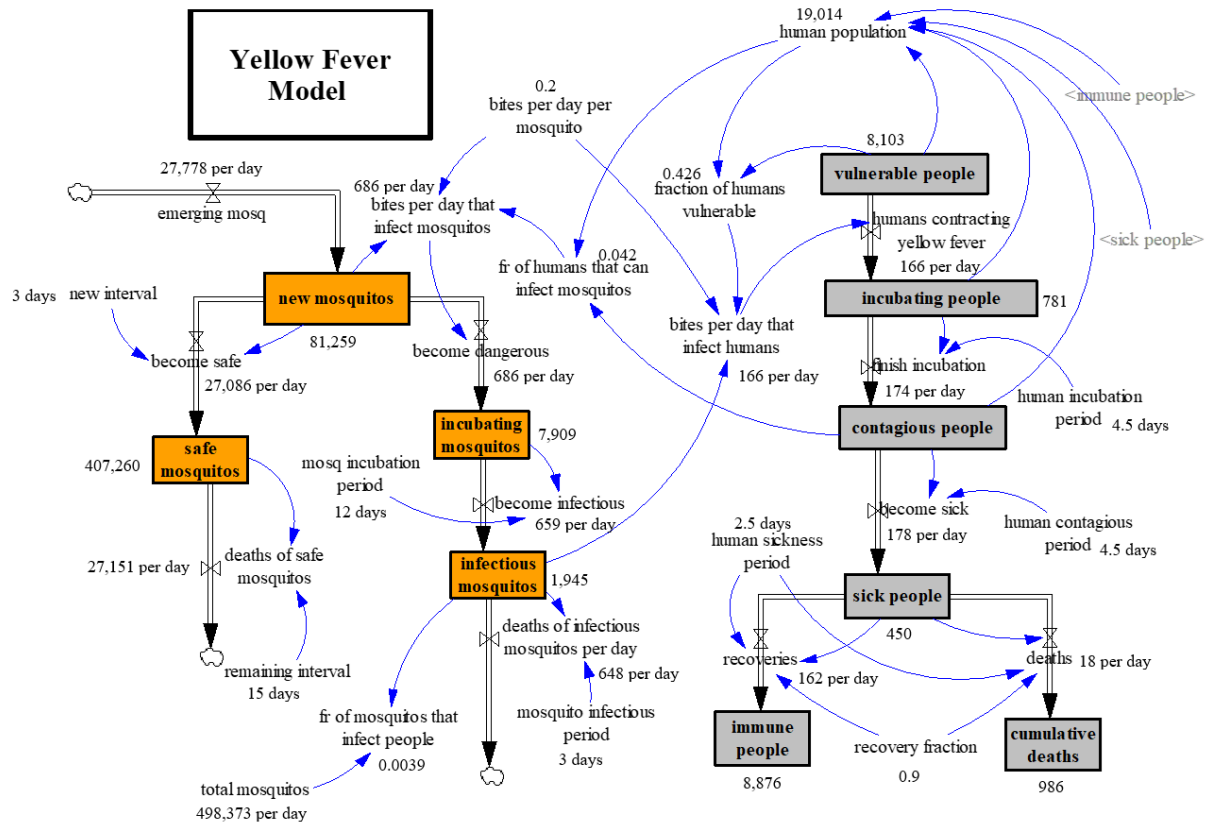 Yellow Fever
Model
19,014
human population
<immune people>
0.2
bites per day per
mosquito
27,778 per day
emerging mosq
686 per day
bites per day that
infect mosquitos
0.426
fraction of humans
vulnerable
8,103
vulnerable people
humans contracting
yellow fever
166 per day
<sick people>
0.042
fr of humans that can
infect mosquitos
3 days
new interval
new mosquitos
81,259
incubating people
781
become safe
27,086 per day
become dangerous
686 per day
bites per day that
infect humans
166 per day
finish incubation
174 per day
human incubation
period
4.5 days
safe
mosquitos
407,260
incubating
mosquitos
7,909
contagious people
mosq incubation
period
12 days
become infectious
659 per day
become sick
178 per day
human contagious
period
4.5 days
27,151 per day
deaths of safe
mosquitos
infectious
mosquitos
1,945
2.5 days
human sickness
period
sick people
450
deaths of infectious
mosquitos per day
648 per day
recoveries
162 per day
deaths
18 per day
remaining interval
15 days
fr of mosquitos that
infect people
0.0039
mosquito infectious
period
3 days
immune
people
8,876
recovery fraction
0.9
cumulative
deaths
986
total mosquitos
498,373 per day